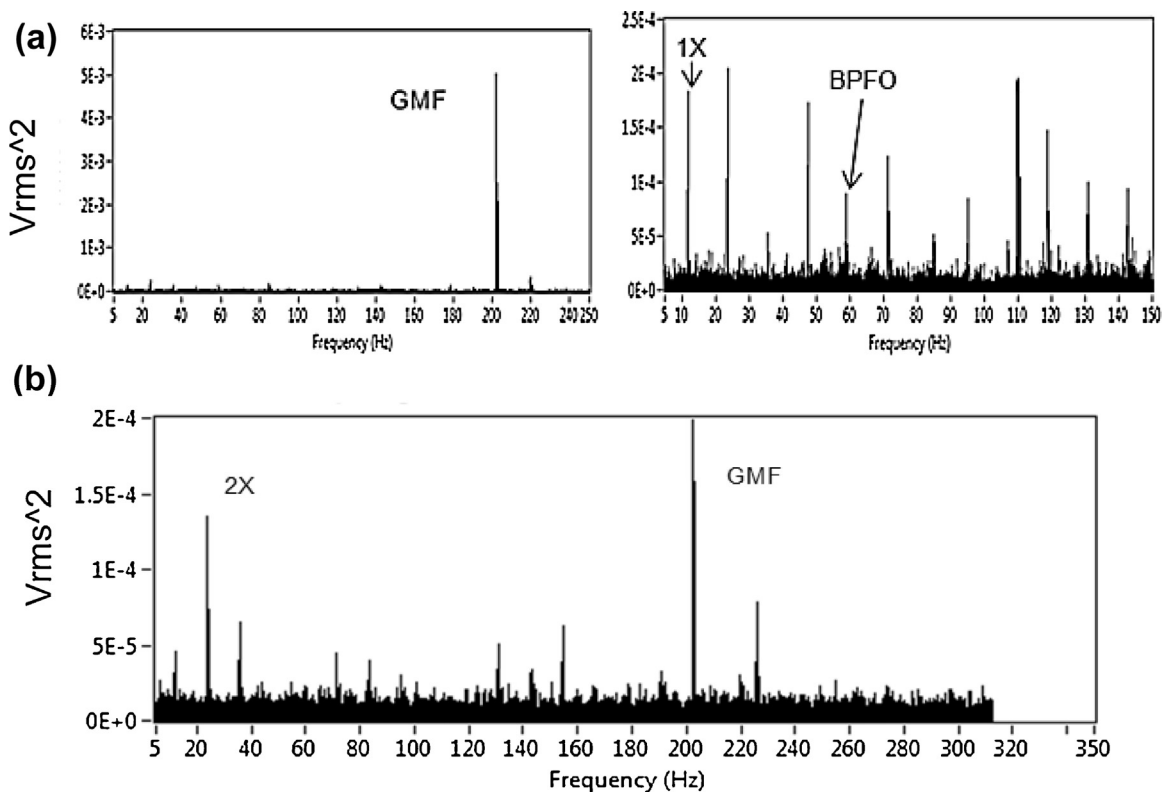 (a)
Vrms^2
6E-3
5E-3
4E-3
3E-3
2E-3
1E-3
0E+0
GMF
5 20 40 60 80 100 120 140 160 180 200 220 240 250
Frequency (Hz)
2.5E-4
2E-4
1.5E-4
1E-4
5E-5
0E+0
1X
BPFO
5 10 20 30 40 50 60 70 80 90 100 110 120 130 140 150
Frequency (Hz)
(b)
Vrms^2
2E-4
1.5E-4
1E-4
5E-5
0E+0
2X
GMF
5 20 40 60 80 100 120 140 160 180 200 220 240 260 280 300 320 350
Frequency (Hz)